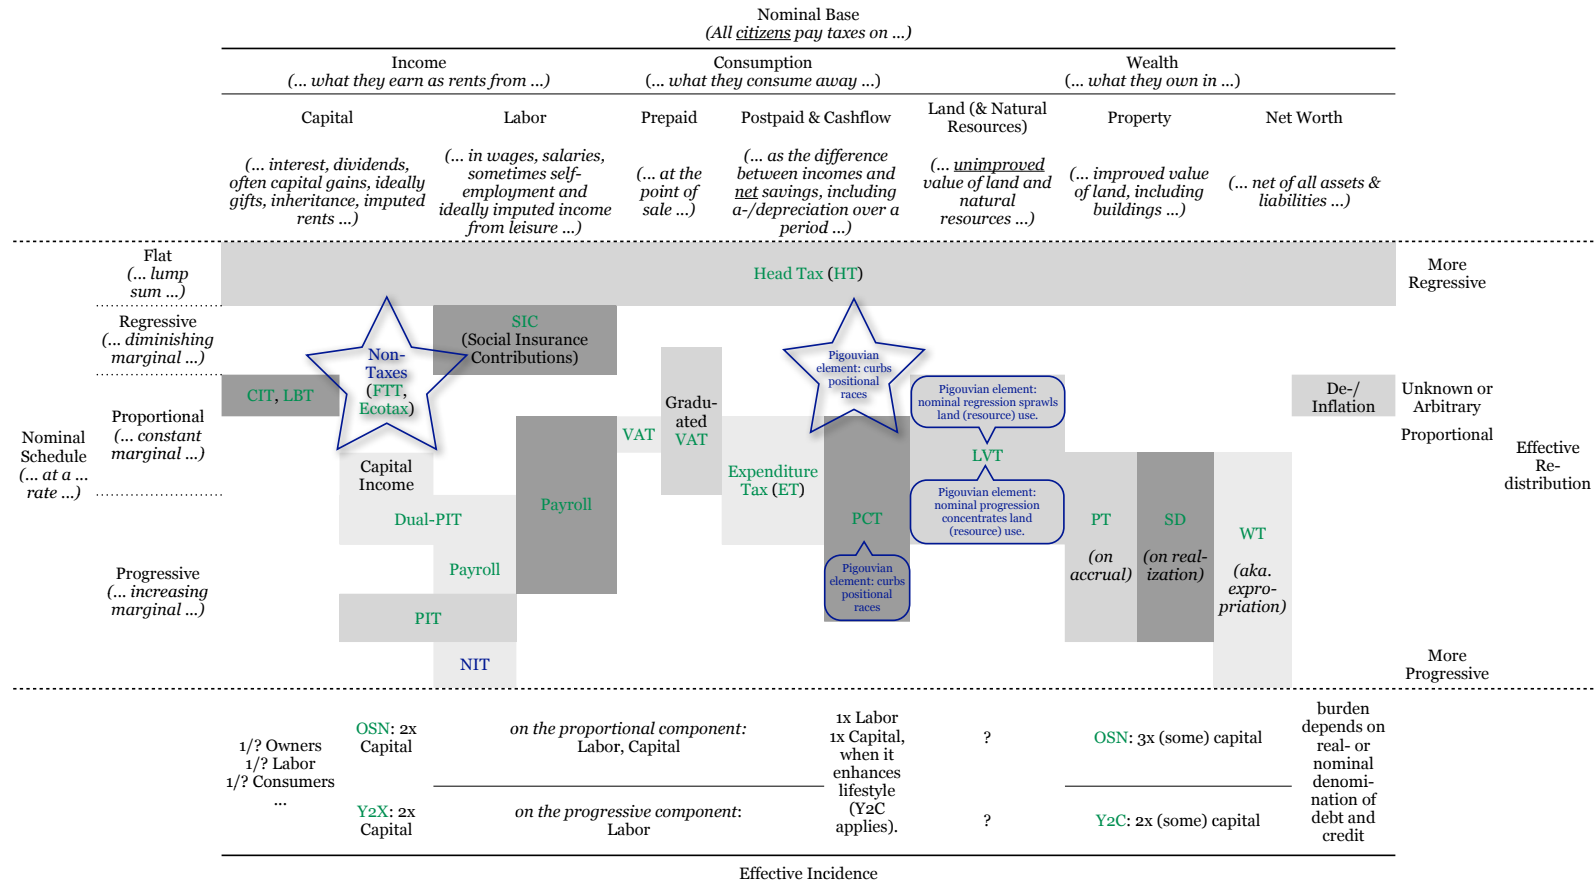 Nominal Base
(All citizens pay taxes on ...)
Income
(... what they earn as rents from ...)
Consumption
(... what they consume away ...)
Wealth
(... what they own in ...)
Capital
Labor
Prepaid
Postpaid & Cashflow
Land (& Natural
Resources)
Property
Net Worth
(... interest, dividends,
often capital gains, ideally
gifts, inheritance, imputed
rents ...)
(... in wages, salaries,
sometimes self-
employment and
ideally imputed income
from leisure ...)
(... at the
point of
sale ...)
(... as the difference
between incomes and
net savings, including
a-/depreciation over a
period ...)
(... unimproved
value of land and
natural
resources ...)
(... improved value
of land, including
buildings ...)
(... net of all assets &
liabilities ...)
Nominal
Schedule
(... at a ...
rate ...)
Flat
(... lump
sum ...)
Head Tax (HT)
More
Regressive
Regressive
(... diminishing
marginal ...)
SIC
(Social Insurance
Contributions)
Non-
Taxes
(FTT,
Ecotax)
Pigouvian
element: curbs
positional
races
Proportional
(... constant
marginal ...)
CIT, LBT
Capital
Income
Payroll
VAT
Gradu-
ated
VAT
Expenditure
Tax (ET)
PCT
Pigouvian
element: curbs
positional
races
Pigouvian element:
nominal regression sprawls
land (resource) use.
LVT
Pigouvian element:
nominal progression
concentrates land
(resource) use.
De-/
Inflation
Unknown or
Arbitrary
Proportional
Effective
Re-
distribution
Progressive
(... increasing
marginal ...)
Dual-PIT
Payroll
PIT
NIT
PT
(on
accrual)
SD
(on real-
ization)
WT
(aka.
expro-
priation)
More
Progressive
1/? Owners
1/? Labor
1/? Consumers
...
OSN: 2x
Capital
Y2X: 2x
Capital
on the proportional component:
Labor, Capital
on the progressive component:
Labor
1x Labor
1x Capital,
when it
enhances
lifestyle
(Y2C
applies).
?
?
OSN: 3x (some) capital
Y2C: 2x (some) capital
burden
depends on
real- or
nominal
denomi-
nation of
debt and
credit
Effective Incidence